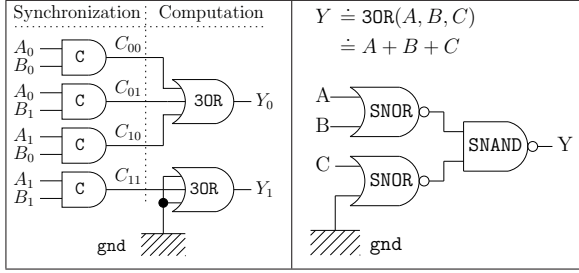 Synchronization Computation
A₀
B₀
C
C₀₀
A₀
B₁
C
C₀₁
3OR
Y₀
A₁
B₀
C
C₁₀
A₁
B₁
C
C₁₁
3OR
Y₁
gnd
Y ≐ 3OR(A, B, C)
≐ A + B + C
A
B
SNOR
SNAND
Y
C
SNOR
gnd